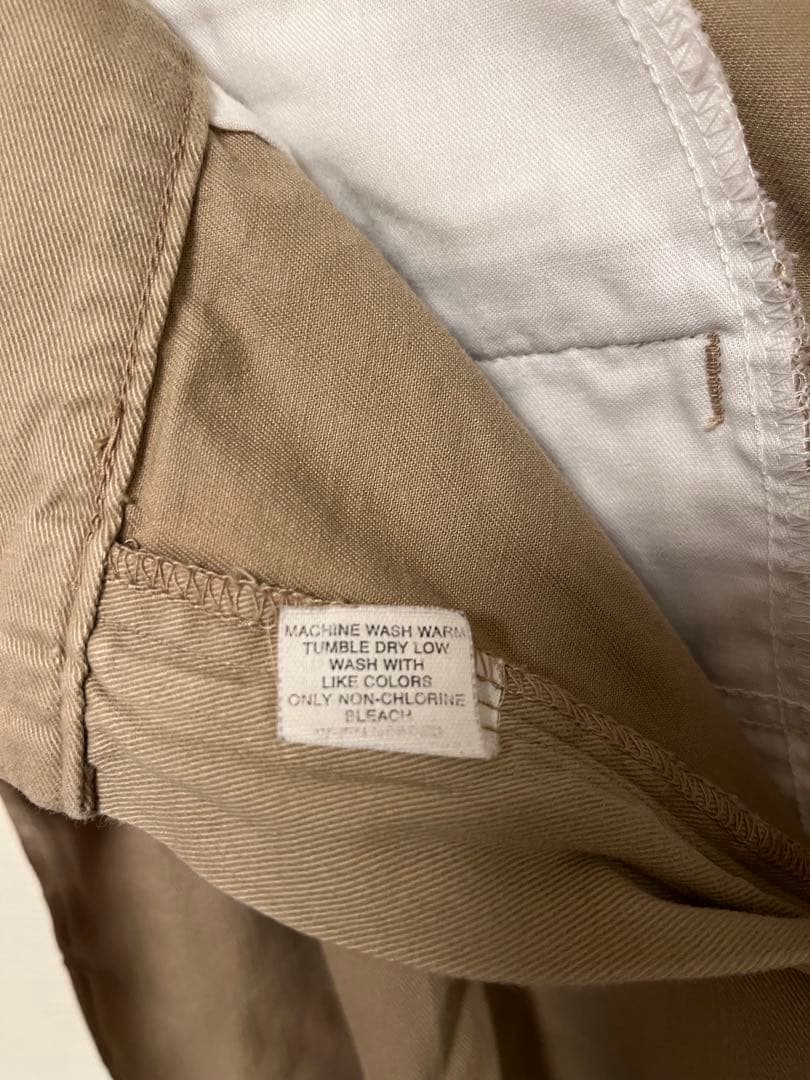 MACHINE WASH WARM
TUMBLE DRY LOW
WASH WITH
LIKE COLORS
ONLY NON-CHLORINE
BLEACH